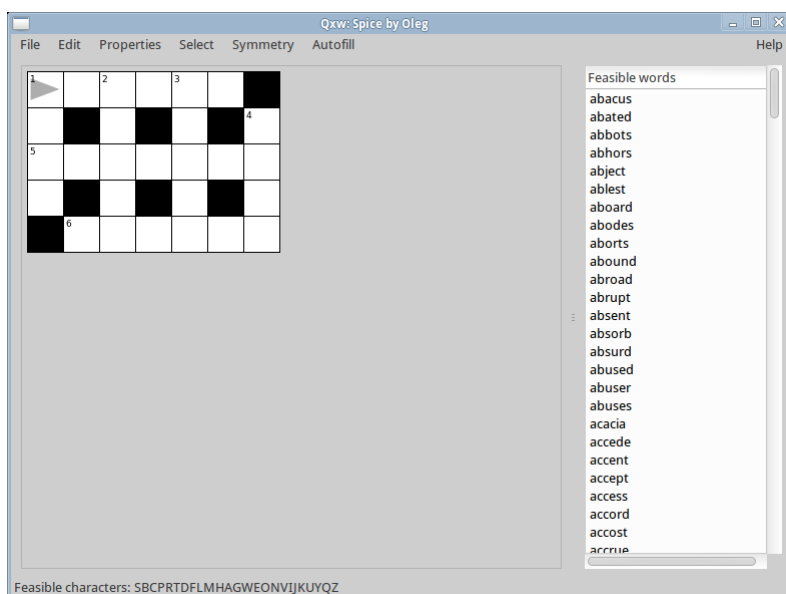 Qxw: Spice by Oleg
File Edit Properties Select Symmetry Autofill Help
1 2 3
4
5
6
Feasible words
abacus
abated
abbots
abhors
abject
ablest
aboard
abodes
aborts
abound
abroad
abrupt
absent
absorb
absurd
abused
abuser
abuses
acacia
accede
accent
accept
access
accord
accost
accrue
Feasible characters: SBCPRTDFLMHAGWEONVIJKUYQZ